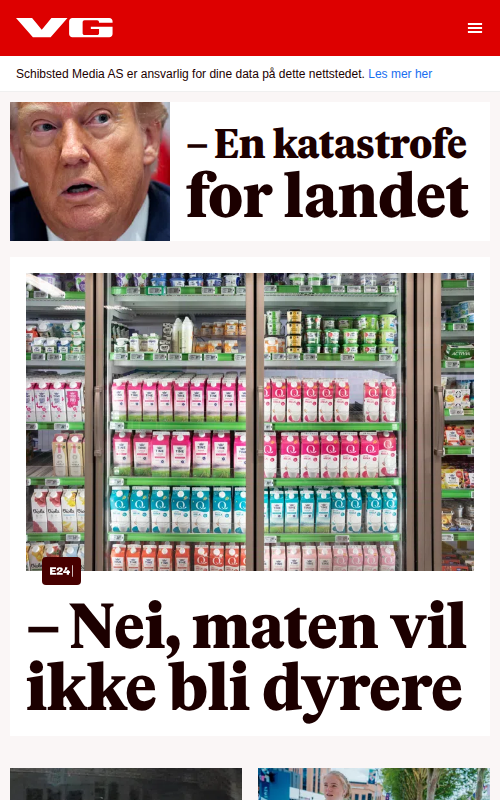 VG
Schibsted Media AS er ansvarlig for dine data på dette nettstedet. Les mer her
– En katastrofe
for landet
E24
– Nei, maten vil
ikke bli dyrere